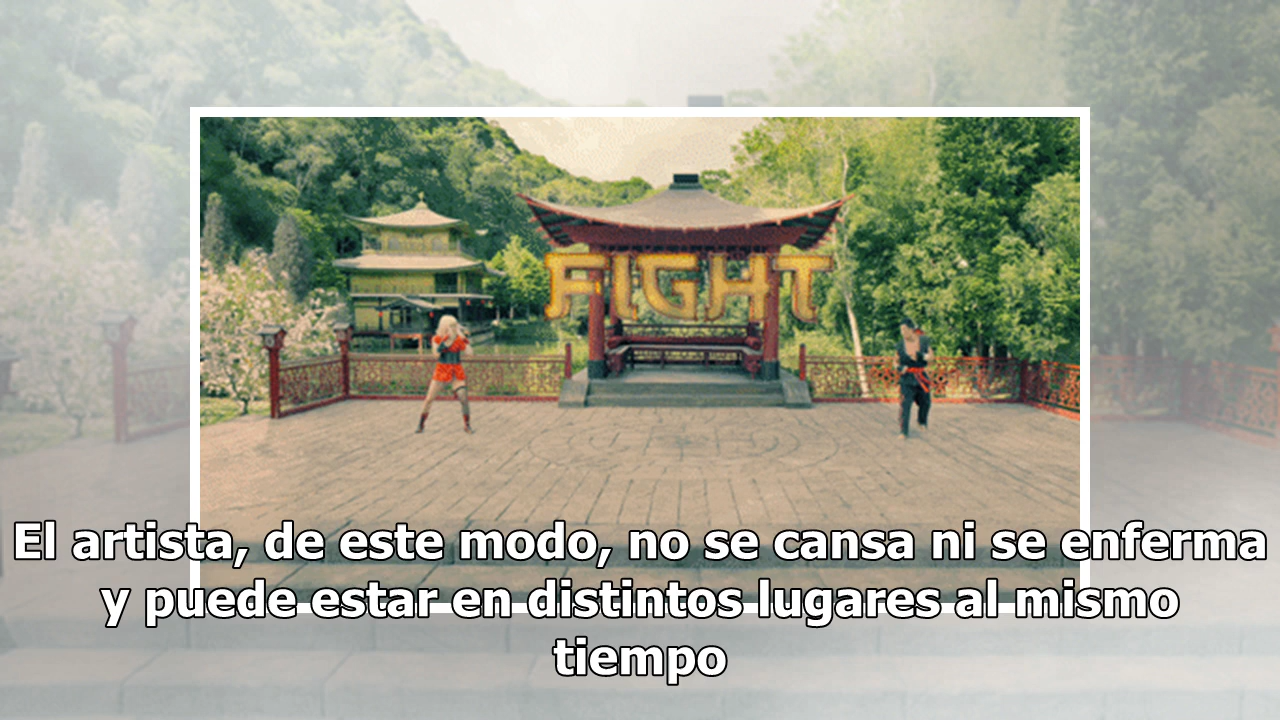 FIGHT
El artista, de este modo, no se cansa ni se enferma
y puede estar en distintos lugares al mismo
tiempo